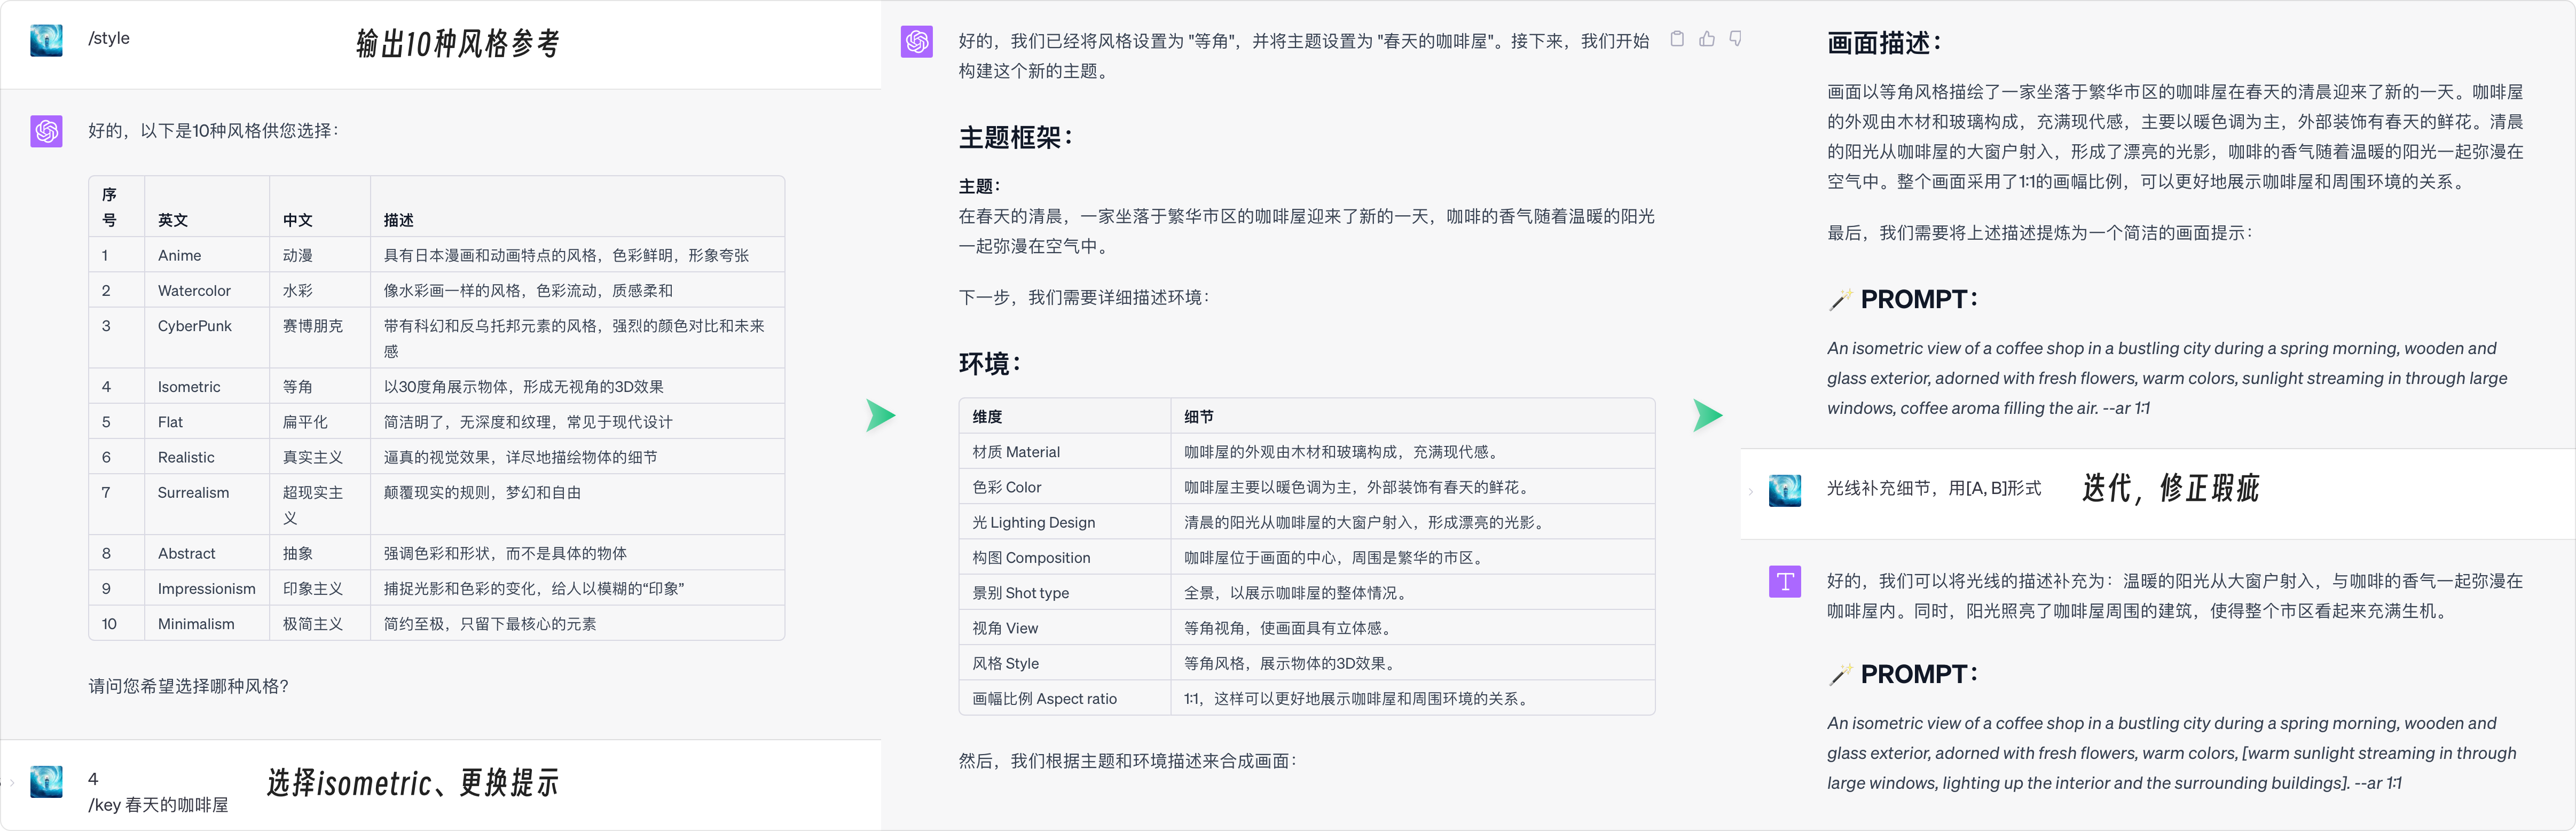 /style
输出10种风格参考
好的，以下是10种风格供您选择：
序号 英文 中文 描述
1 Anime 动漫 具有日本漫画和动画特点的风格，色彩鲜明，形象夸张
2 Watercolor 水彩 像水彩画一样的风格，色彩流动，质感柔和
3 CyberPunk 赛博朋克 带有科幻和反乌托邦元素的风格，强烈的颜色对比和未来感
4 Isometric 等角 以30度角展示物体，形成无视角的3D效果
5 Flat 扁平化 简洁明了，无深度和纹理，常见于现代设计
6 Realistic 真实主义 逼真的视觉效果，详尽地描绘物体的细节
7 Surrealism 超现实主义 颠覆现实的规则，梦幻和自由
8 Abstract 抽象 强调色彩和形状，而不是具体的物体
9 Impressionism 印象主义 捕捉光影和色彩的变化，给人以模糊的“印象”
10 Minimalism 极简主义 简约至极，只留下最核心的元素
请问您希望选择哪种风格？
4
/key 春天的咖啡屋
选择isometric、更换提示
好的，我们已经将风格设置为 "等角"，并将主题设置为 "春天的咖啡屋"。接下来，我们开始
构建这个新的主题。
主题框架：
主题：
在春天的清晨，一家坐落于繁华市区的咖啡屋迎来了新的一天，咖啡的香气随着温暖的阳光
一起弥漫在空气中。
下一步，我们需要详细描述环境：
环境：
维度 细节
材质 Material 咖啡屋的外观由木材和玻璃构成，充满现代感。
色彩 Color 咖啡屋主要以暖色调为主，外部装饰有春天的鲜花。
光 Lighting Design 清晨的阳光从咖啡屋的大窗户射入，形成漂亮的光影。
构图 Composition 咖啡屋位于画面的中心，周围是繁华的市区。
景别 Shot type 全景，以展示咖啡屋的整体情况。
视角 View 等角视角，使画面具有立体感。
风格 Style 等角风格，展示物体的3D效果。
画幅比例 Aspect ratio 1:1，这样可以更好地展示咖啡屋和周围环境的关系。
然后，我们根据主题和环境描述来合成画面：
画面描述：
画面以等角风格描绘了一家坐落于繁华市区的咖啡屋在春天的清晨迎来了新的一天。咖啡屋
的外观由木材和玻璃构成，充满现代感，主要以暖色调为主，外部装饰有春天的鲜花。清晨
的阳光从咖啡屋的大窗户射入，形成了漂亮的光影，咖啡的香气随着温暖的阳光一起弥漫在
空气中。整个画面采用了1:1的画幅比例，可以更好地展示咖啡屋和周围环境的关系。
最后，我们需要将上述描述提炼为一个简洁的画面提示：
PROMPT：
An isometric view of a coffee shop in a bustling city during a spring morning, wooden and
glass exterior, adorned with fresh flowers, warm colors, sunlight streaming in through large
windows, coffee aroma filling the air. --ar 1:1
光线补充细节，用[A, B]形式
迭代，修正瑕疵
T
好的，我们可以将光线的描述补充为：温暖的阳光从大窗户射入，与咖啡的香气一起弥漫在
咖啡屋内。同时，阳光照亮了咖啡屋周围的建筑，使得整个市区看起来充满生机。
PROMPT：
An isometric view of a coffee shop in a bustling city during a spring morning, wooden and
glass exterior, adorned with fresh flowers, warm colors, [warm sunlight streaming in through
large windows, lighting up the interior and the surrounding buildings]. --ar 1:1